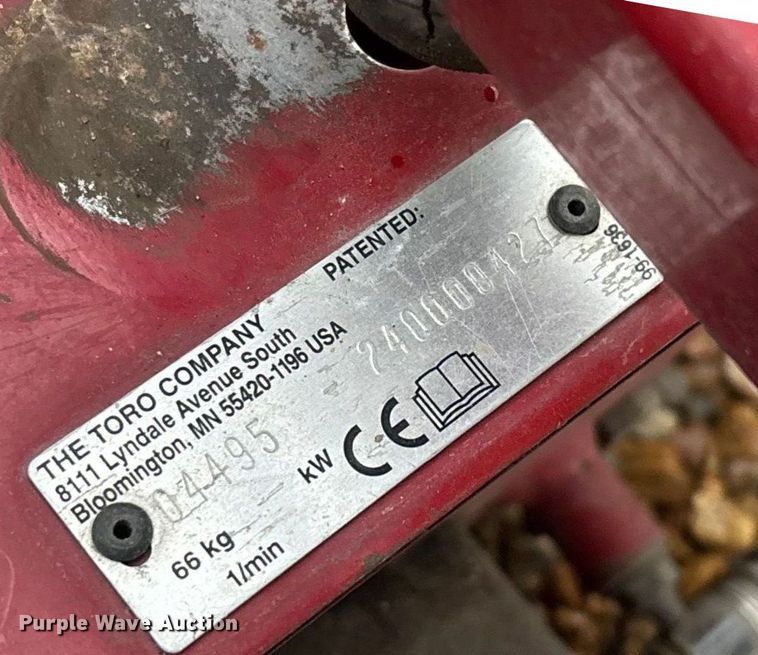 PATENTED:
99-1636
THE TORO COMPANY
8111 Lyndale Avenue South
Bloomington, MN 55420-1196 USA
04495 - 240000427
66 kg kW CE
1/min
Purple Wave Auction